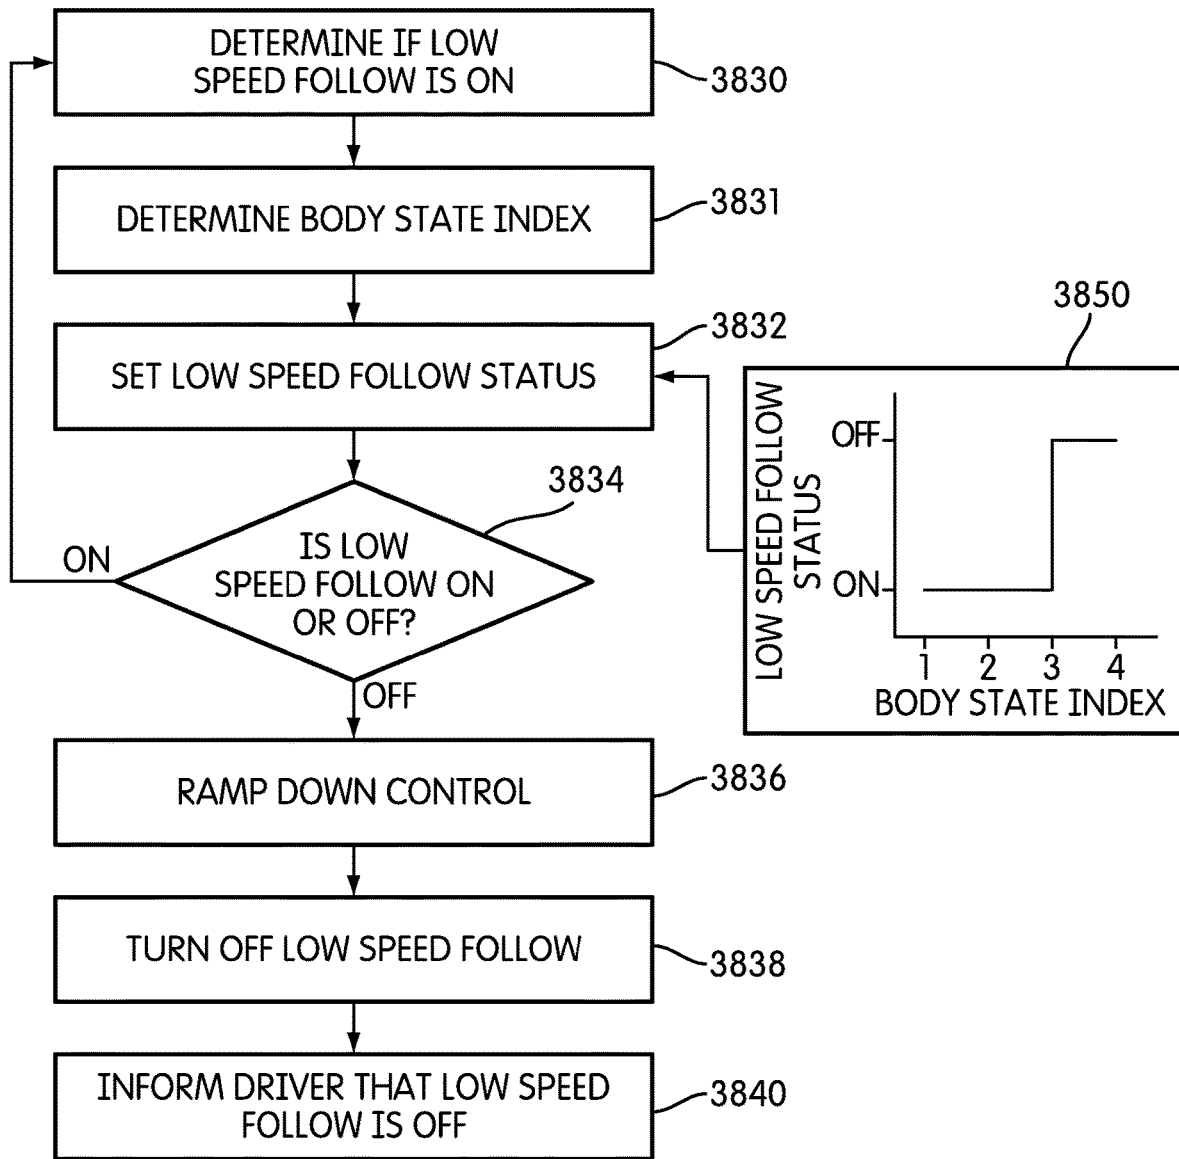 DETERMINE IF LOW
SPEED FOLLOW IS ON
3830
DETERMINE BODY STATE INDEX
3831
SET LOW SPEED FOLLOW STATUS
3832
3834
IS LOW
SPEED FOLLOW ON
OR OFF?
ON
OFF
RAMP DOWN CONTROL
3836
TURN OFF LOW SPEED FOLLOW
3838
INFORM DRIVER THAT LOW SPEED
FOLLOW IS OFF
3840
3850
LOW SPEED FOLLOW
STATUS
OFF
ON
1 2 3 4
BODY STATE INDEX